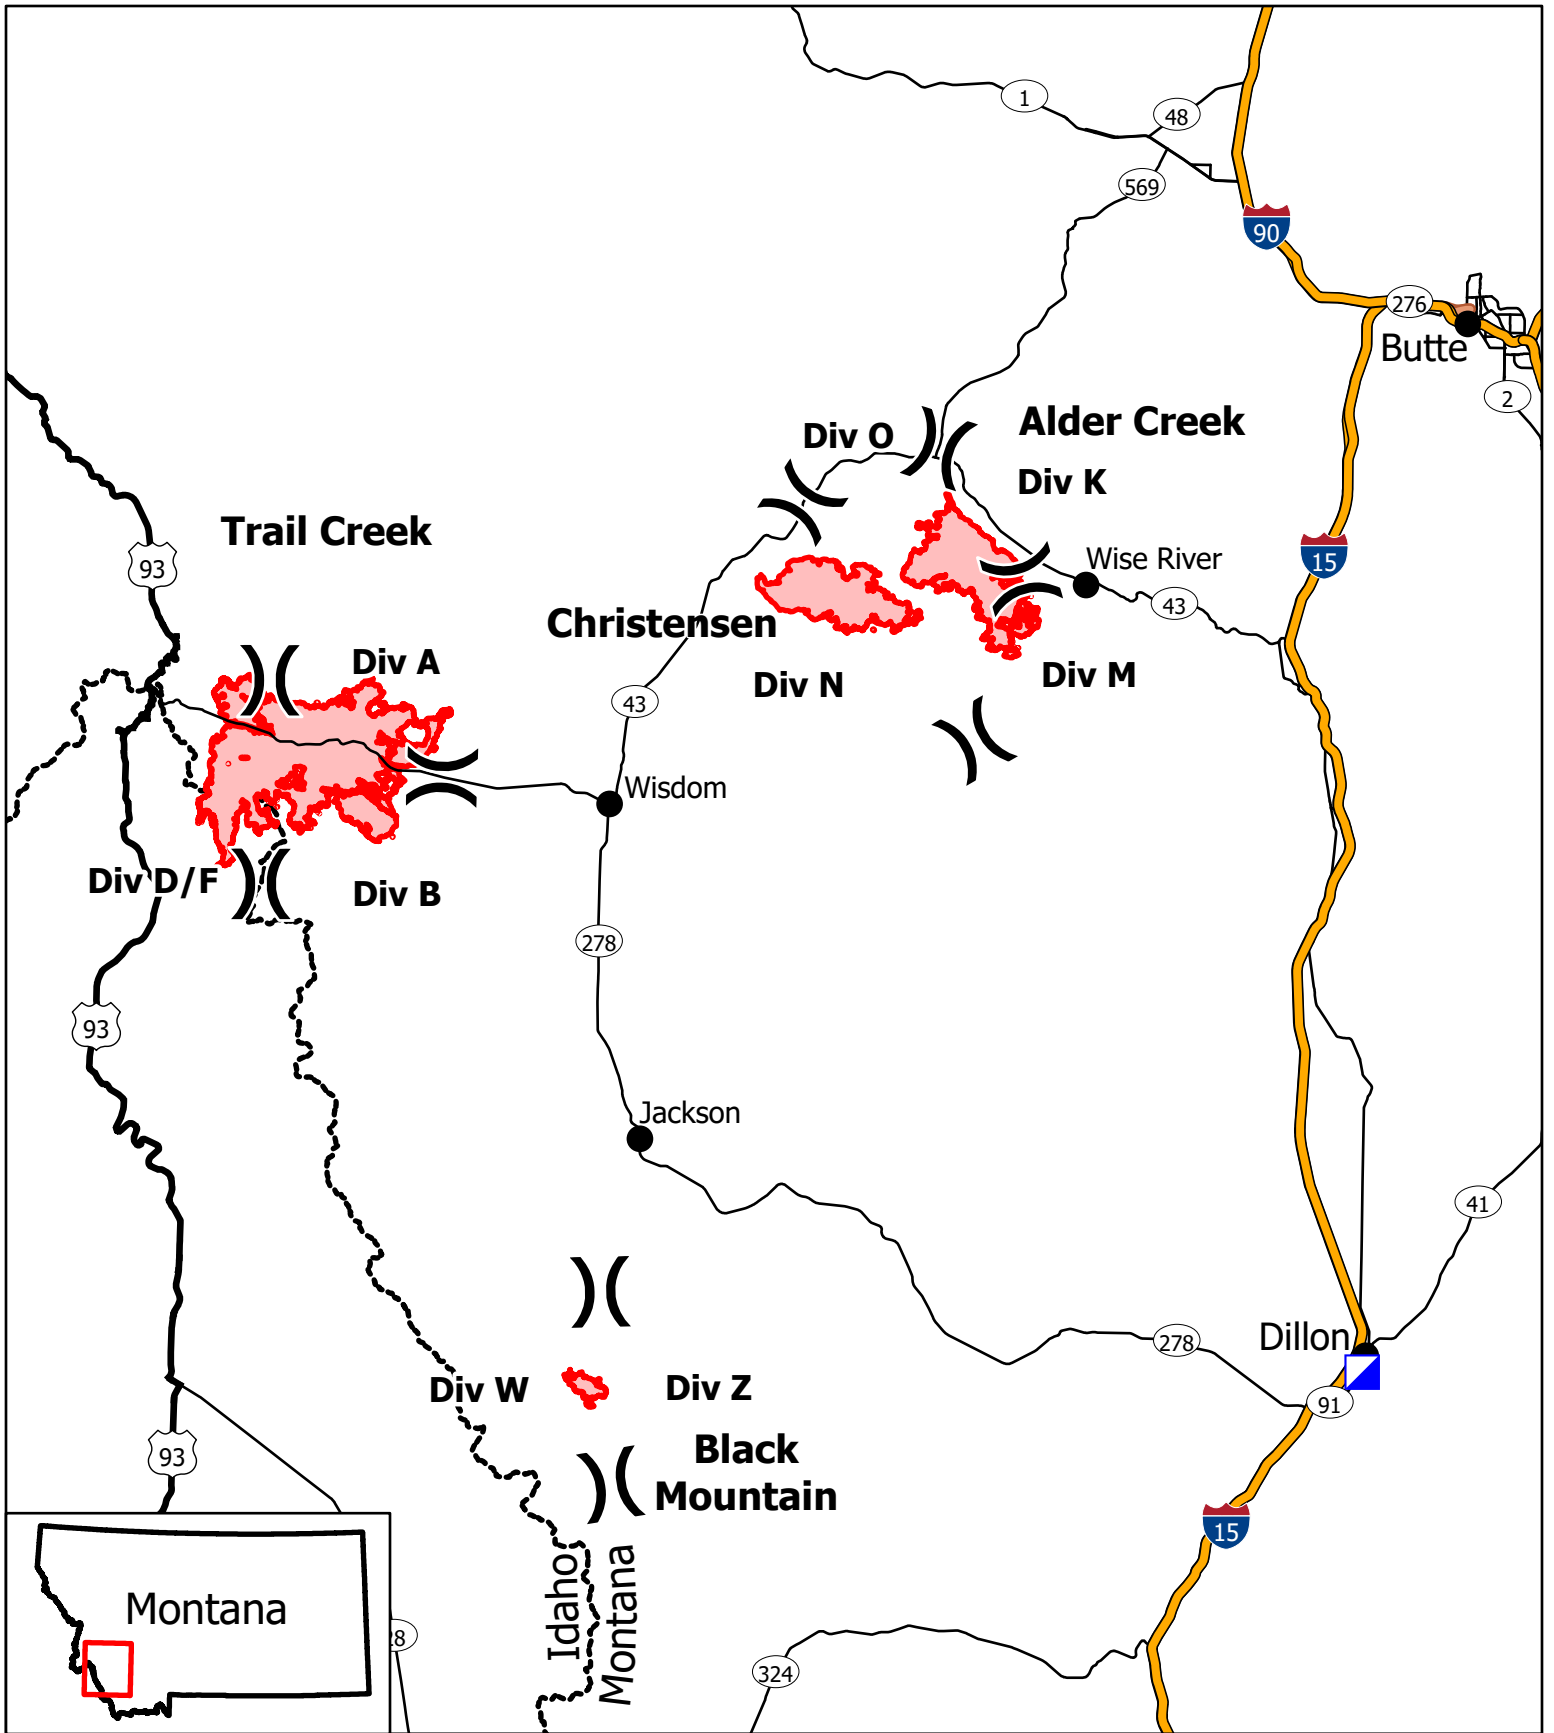 1
48
569
90
276
Butte
2
Div O
Alder Creek
Div K
Trail Creek
93
15
Wise River
43
Christensen
Div A
Div N
Div M
43
Wisdom
Div D/F
Div B
278
93
Jackson
41
278
Dillon
Div W
Div Z
91
Black
Mountain
93
15
Idaho
Montana
Montana
324